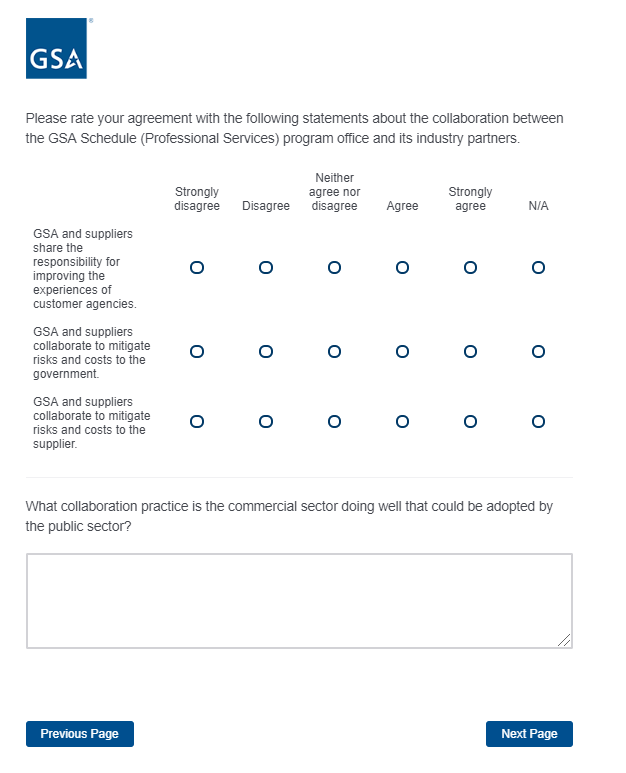 GSA
Please rate your agreement with the following statements about the collaboration between
the GSA Schedule (Professional Services) program office and its industry partners.
Strongly disagree Disagree Neither agree nor disagree Agree Strongly agree N/A
GSA and suppliers
share the
responsibility for
improving the
experiences of
customer agencies.
GSA and suppliers
collaborate to mitigate
risks and costs to the
government.
GSA and suppliers
collaborate to mitigate
risks and costs to the
supplier.
What collaboration practice is the commercial sector doing well that could be adopted by
the public sector?
Previous Page Next Page